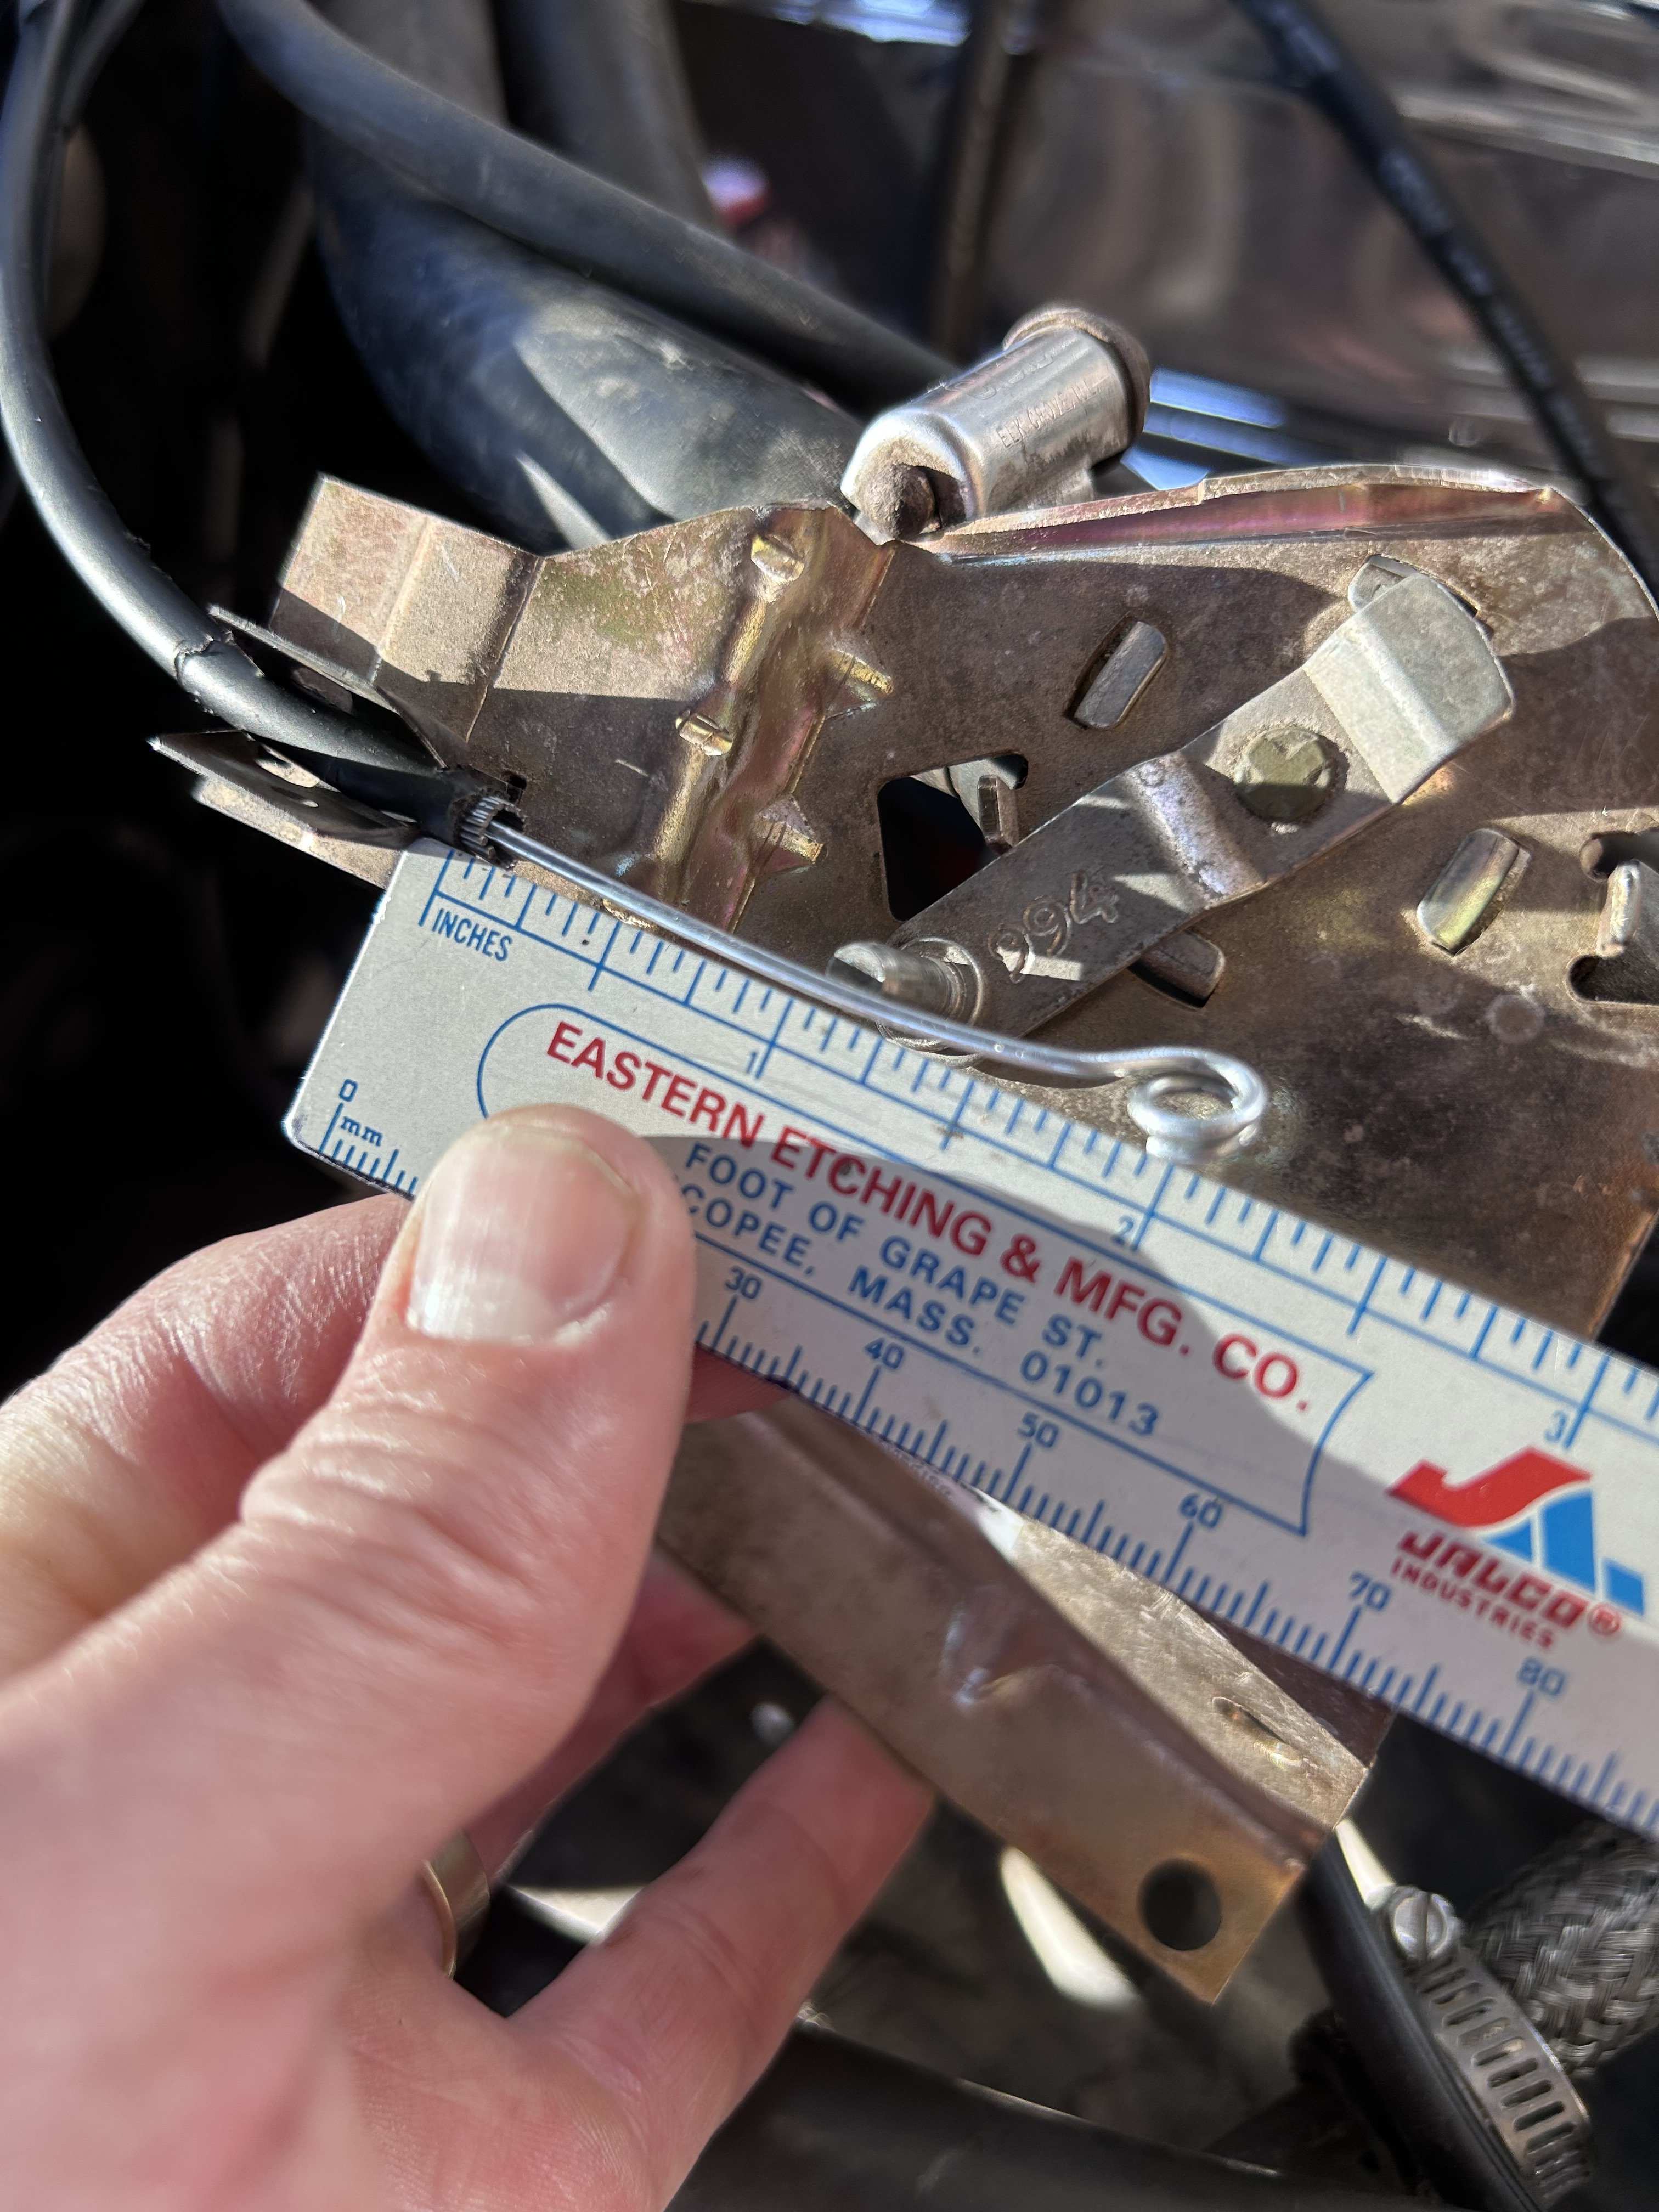 994
INCHES
1
2
3
EASTERN ETCHING & MFG. CO.
FOOT OF GRAPE ST.
COPEE, MASS. 01013
JALCO®
INDUSTRIES
0
mm
30
40
50
60
70
80